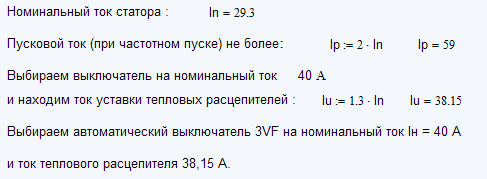 Номинальный ток статора : In = 29.3
Пусковой ток (при частотном пуске) не более: Ip := 2 · In Ip = 59
Выбираем выключатель на номинальный ток 40 А
и находим ток уставки тепловых расцепителей : Iu := 1.3 · In Iu = 38.15
Выбираем автоматический выключатель 3VF на номинальный ток Iн = 40 А
и ток теплового расцепителя 38,15 А.